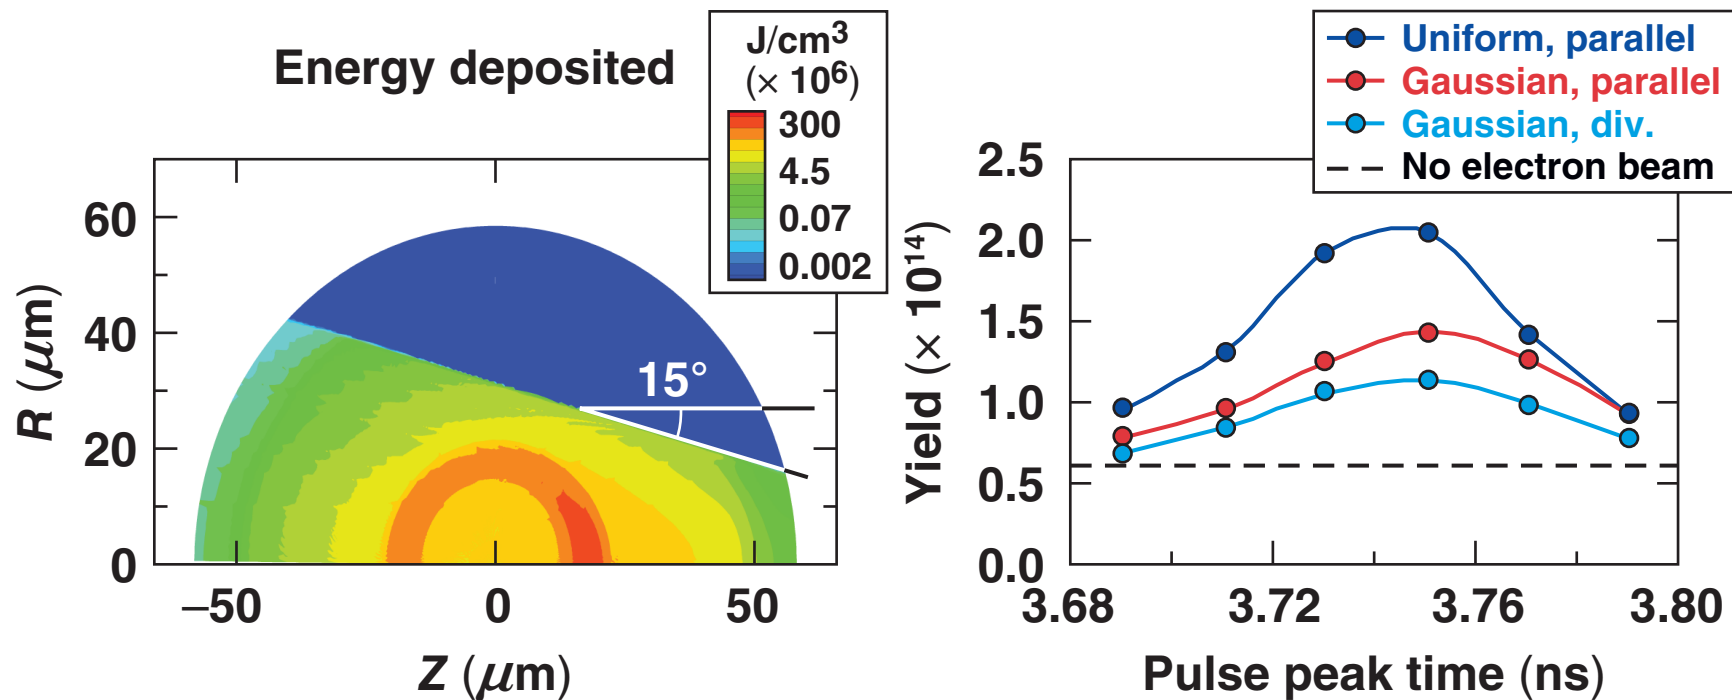 Energy deposited
J/cm³
(× 10⁶)
300
4.5
0.07
0.002
60
40
20
0
R (μm)
15°
–50
0
50
Z (μm)
Uniform, parallel
Gaussian, parallel
Gaussian, div.
No electron beam
2.5
2.0
1.5
1.0
0.5
0.0
Yield (× 10¹⁴)
3.68
3.72
3.76
3.80
Pulse peak time (ns)